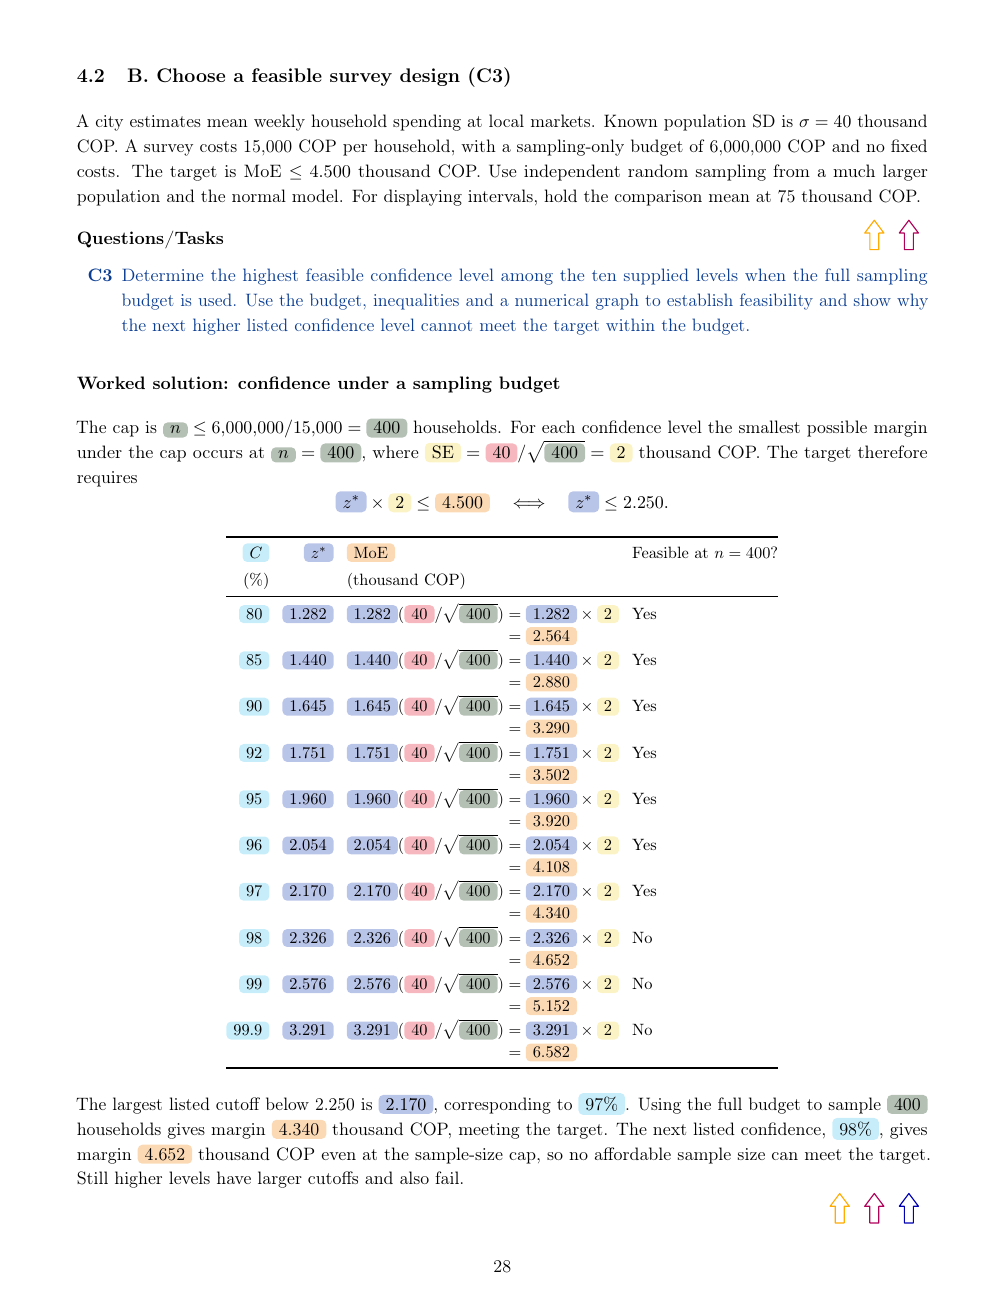 4.2 B. Choose a feasible survey design (C3)
A city estimates mean weekly household spending at local markets. Known population SD is σ = 40 thousand
COP. A survey costs 15,000 COP per household, with a sampling-only budget of 6,000,000 COP and no fixed
costs. The target is MoE ≤ 4.500 thousand COP. Use independent random sampling from a much larger
population and the normal model. For displaying intervals, hold the comparison mean at 75 thousand COP.
Questions/Tasks
C3 Determine the highest feasible confidence level among the ten supplied levels when the full sampling
budget is used. Use the budget, inequalities and a numerical graph to establish feasibility and show why
the next higher listed confidence level cannot meet the target within the budget.
Worked solution: confidence under a sampling budget
The cap is n ≤ 6,000,000/15,000 = 400 households. For each confidence level the smallest possible margin
under the cap occurs at n = 400, where SE = 40/√400 = 2 thousand COP. The target therefore
requires
z* × 2 ≤ 4.500 ⟺ z* ≤ 2.250.
C z* MoE Feasible at n = 400?
(%) (thousand COP)
80 1.282 1.282(40/√400) = 1.282 × 2 Yes
= 2.564
85 1.440 1.440(40/√400) = 1.440 × 2 Yes
= 2.880
90 1.645 1.645(40/√400) = 1.645 × 2 Yes
= 3.290
92 1.751 1.751(40/√400) = 1.751 × 2 Yes
= 3.502
95 1.960 1.960(40/√400) = 1.960 × 2 Yes
= 3.920
96 2.054 2.054(40/√400) = 2.054 × 2 Yes
= 4.108
97 2.170 2.170(40/√400) = 2.170 × 2 Yes
= 4.340
98 2.326 2.326(40/√400) = 2.326 × 2 No
= 4.652
99 2.576 2.576(40/√400) = 2.576 × 2 No
= 5.152
99.9 3.291 3.291(40/√400) = 3.291 × 2 No
= 6.582
The largest listed cutoff below 2.250 is 2.170, corresponding to 97%. Using the full budget to sample 400
households gives margin 4.340 thousand COP, meeting the target. The next listed confidence, 98%, gives
margin 4.652 thousand COP even at the sample-size cap, so no affordable sample size can meet the target.
Still higher levels have larger cutoffs and also fail.
28